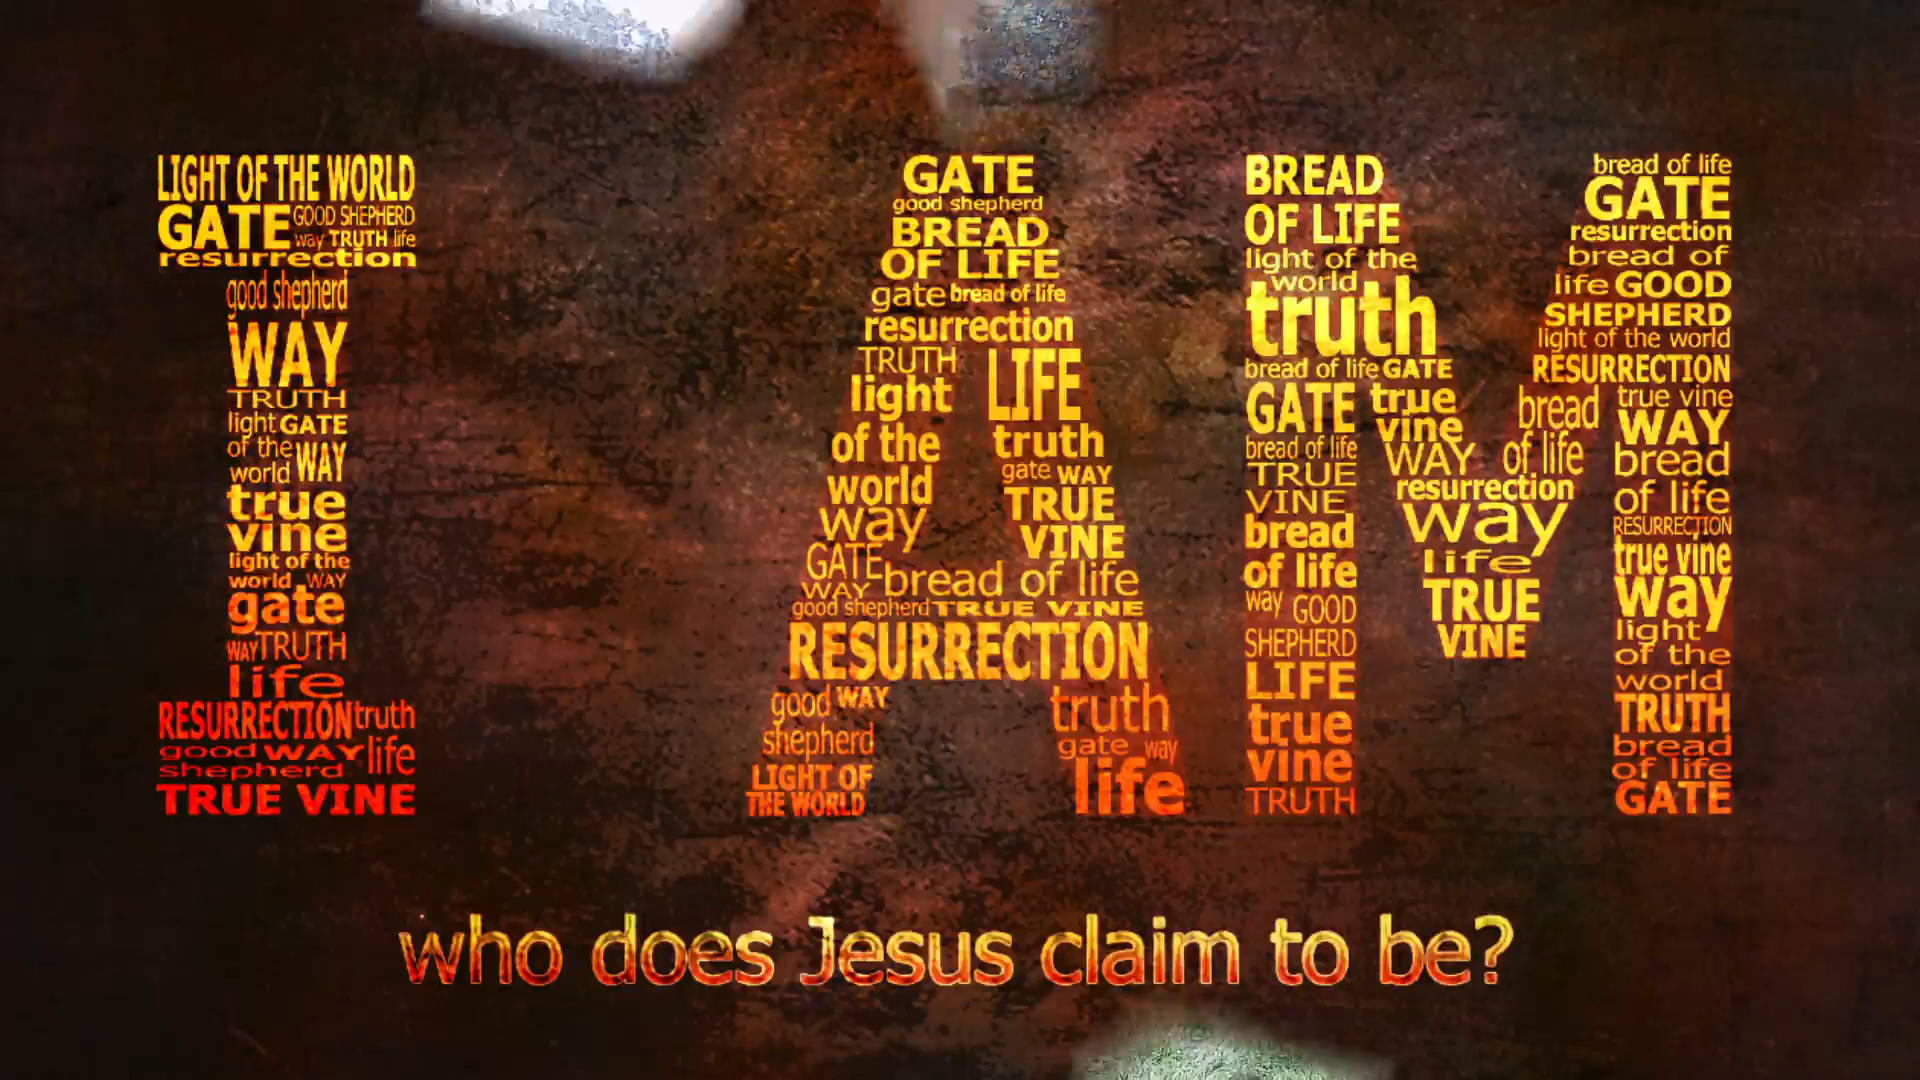 LIGHT OF THE WORLD
GATE GOOD SHEPHERD
way TRUTH life
resurrection
good shepherd
WAY
TRUTH
light GATE
of the WAY
world
true
vine
light of the
world WAY
gate
WAY TRUTH
life
RESURRECTION truth
good WAY life
shepherd
TRUE VINE
GATE
good shepherd
BREAD
OF LIFE
gate bread of life
resurrection
TRUTH LIFE
light
of the truth
gate WAY
world TRUE
way VINE
GATE bread of life
WAY
good shepherd TRUE VINE
RESURRECTION
good WAY truth
shepherd gate way
LIGHT OF life
THE WORLD
BREAD
OF LIFE
light of the
world
truth
bread of life GATE
GATE true
vine
bread of life WAY of life
TRUE resurrection
VINE way
bread
of life life
way GOOD TRUE
SHEPHERD VINE
LIFE
true
vine
TRUTH
bread of life
GATE
resurrection
bread of
life GOOD
SHEPHERD
light of the world
RESURRECTION
bread true vine
WAY
bread
of life
RESURRECTION
true vine
way
light
of the
world
TRUTH
bread
of life
GATE
who does Jesus claim to be?